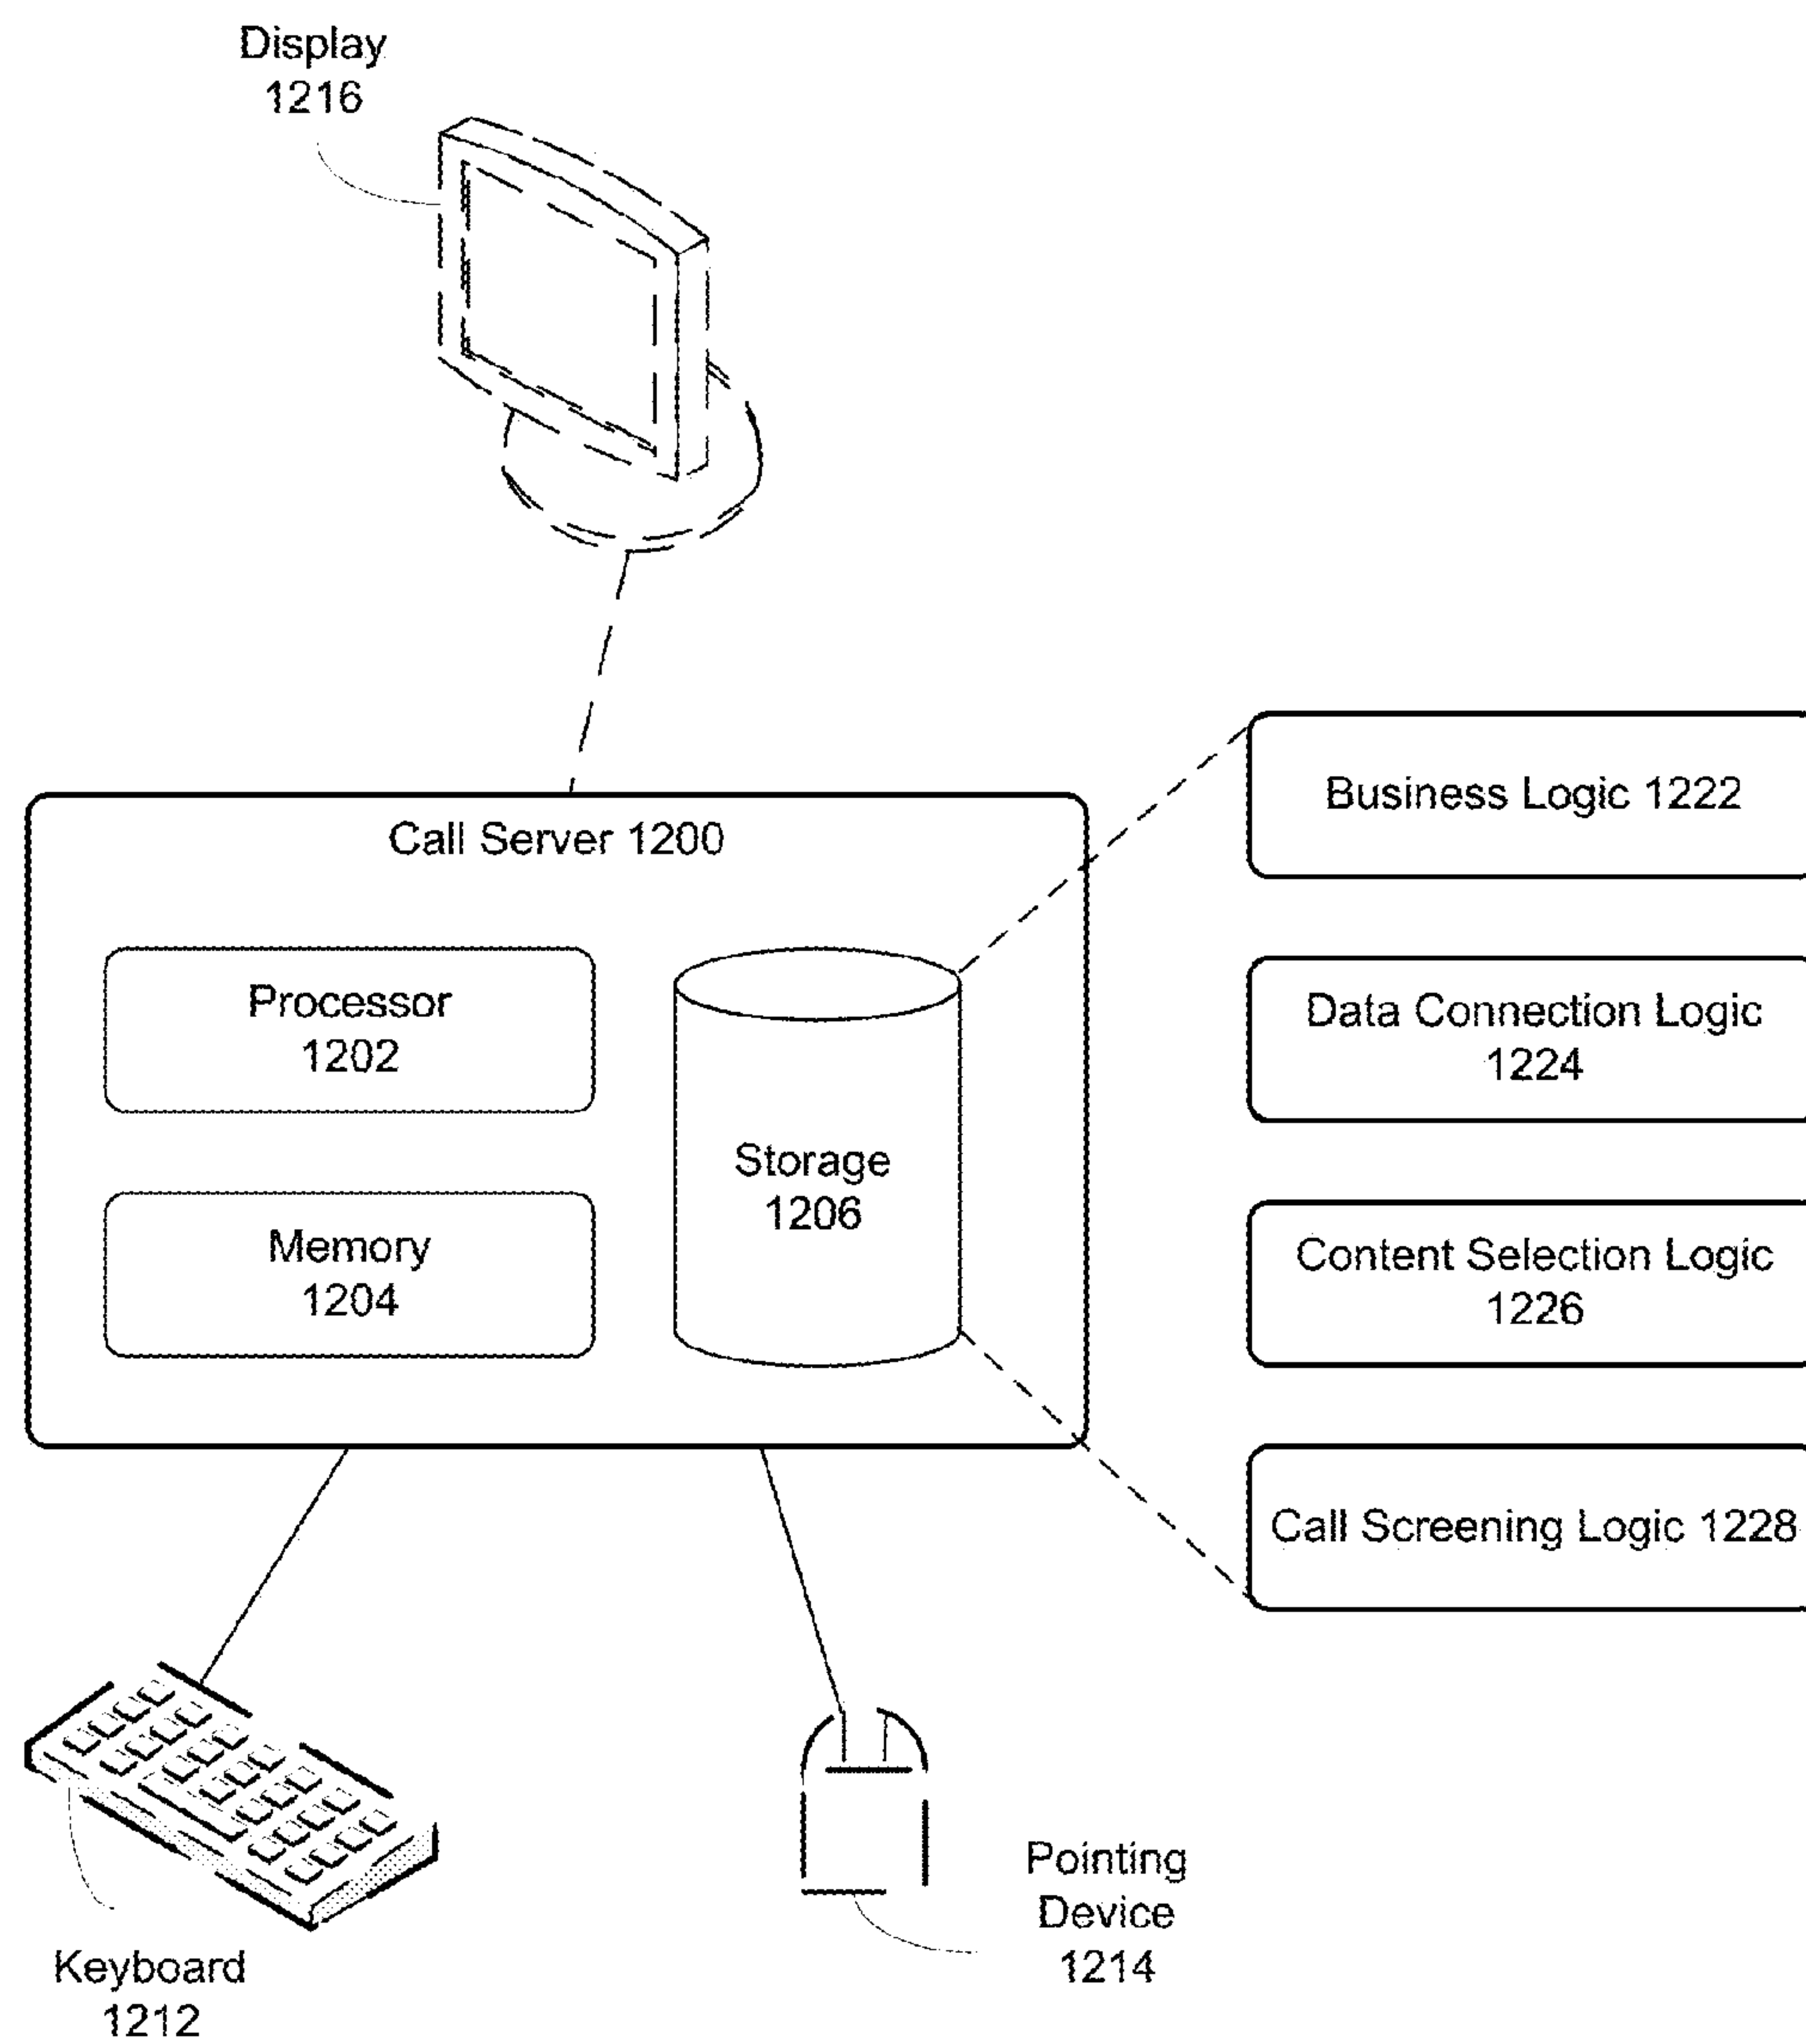 Display
1216
Business Logic 1222
Call Server 1200
Processor
1202
Data Connection Logic
1224
Storage
1206
Memory
1204
Content Selection Logic
1226
Call Screening Logic 1228
Pointing
Device
1214
Keyboard
1212